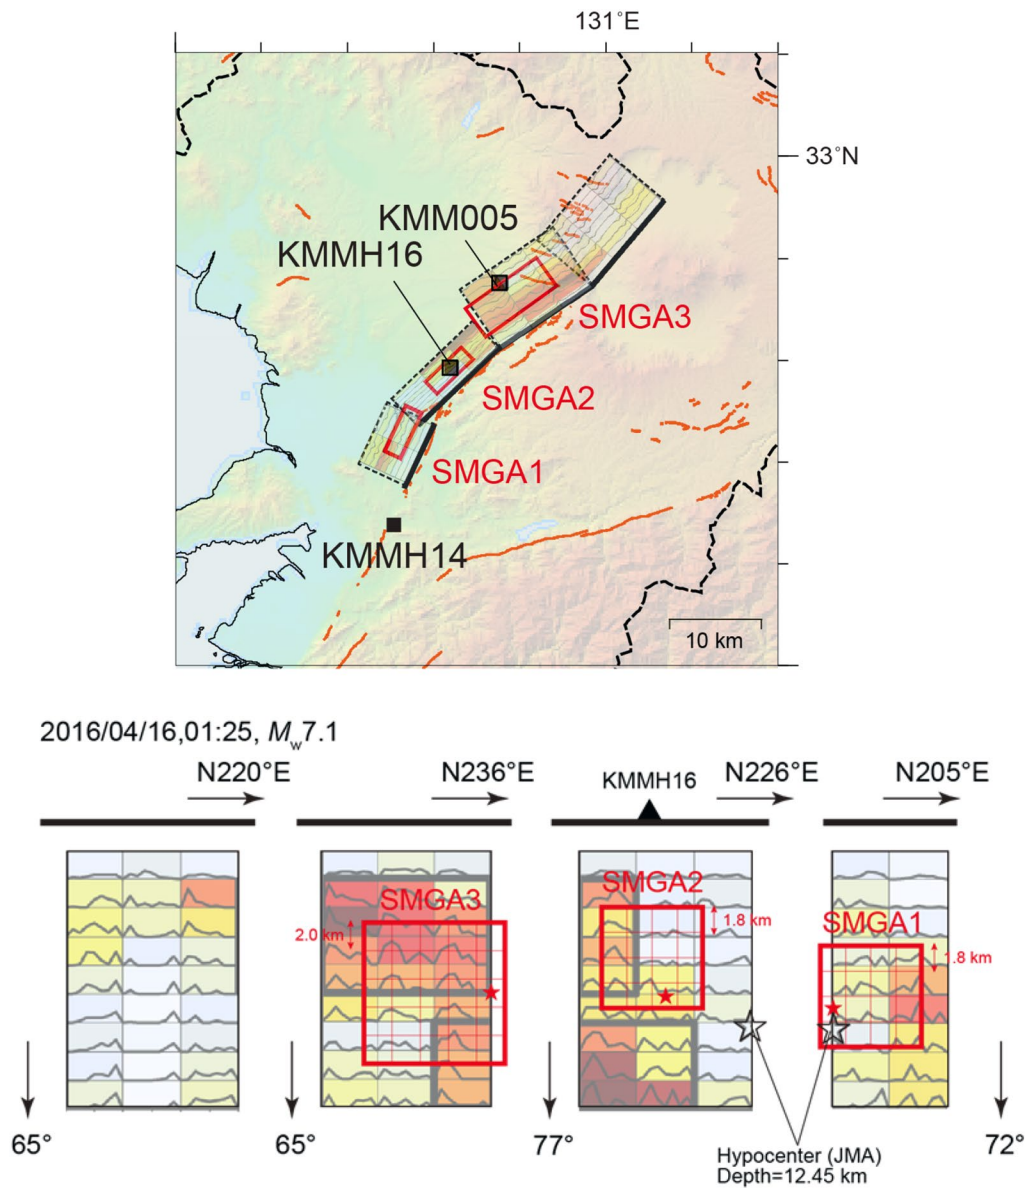 131°E
33°N
KMM005
KMMH16
SMGA3
SMGA2
SMGA1
KMMH14
10 km
2016/04/16,01:25, Mw7.1
N220°E
N236°E
KMMH16
N226°E
N205°E
SMGA3
SMGA2
SMGA1
2.0 km
1.8 km
1.8 km
65°
65°
77°
72°
Hypocenter (JMA)
Depth=12.45 km